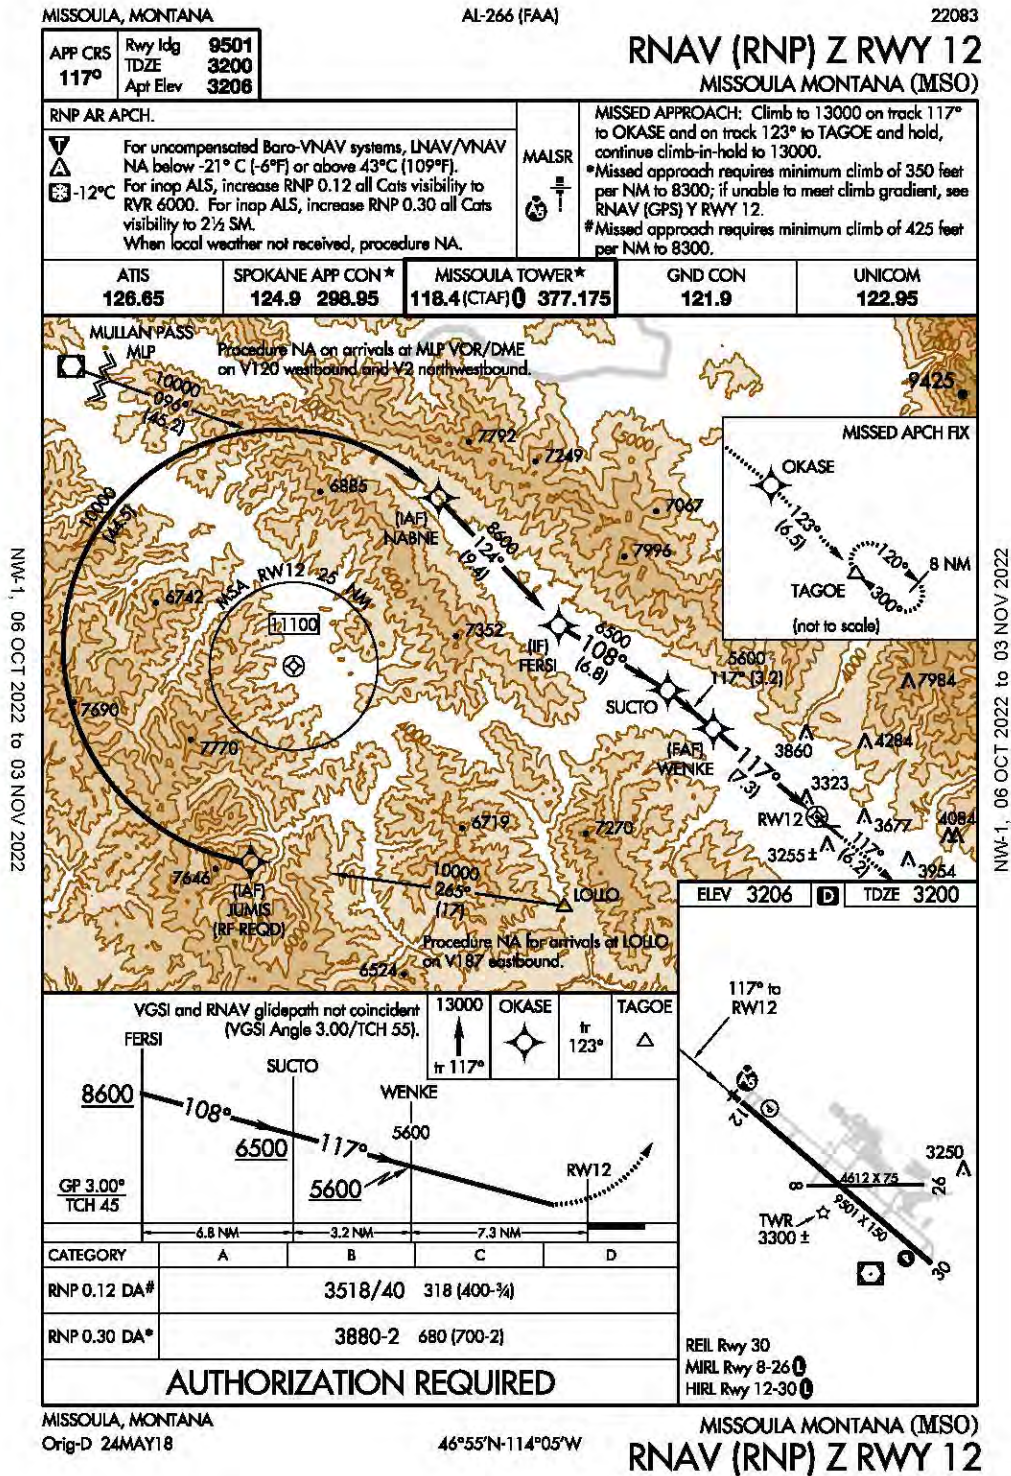 MISSOULA, MONTANA
AL-266 (FAA)
22083
APP CRS
117°
Rwy ldg 9501
TDZE 3200
Apt Elev 3206
RNAV (RNP) Z RWY 12
MISSOULA MONTANA (MSO)
RNP AR APCH.
T
A
-12°C
For uncompensated Baro-VNAV systems, LNAV/VNAV
NA below -21° C (-6°F) or above 43°C (109°F).
For inop ALS, increase RNP 0.12 all Cats visibility to
RVR 6000. For inop ALS, increase RNP 0.30 all Cats
visibility to 2½ SM.
When local weather not received, procedure NA.
MALSR
A5
MISSED APPROACH: Climb to 13000 on track 117°
to OKASE and on track 123° to TAGOE and hold,
continue climb-in-hold to 13000.
*Missed approach requires minimum climb of 350 feet
per NM to 8300; if unable to meet climb gradient, see
RNAV (GPS) Y RWY 12.
#Missed approach requires minimum climb of 425 feet
per NM to 8300.
ATIS
126.65
SPOKANE APP CON*
124.9 298.95
MISSOULA TOWER*
118.4 (CTAF) L 377.175
GND CON
121.9
UNICOM
122.95
MULLAN PASS
MLP
Procedure NA on arrivals at MLP VOR/DME
on V120 westbound and V2 northwestbound.
10000
096°
(45.2)
9425
7792
7249
5000
MISSED APCH FIX
OKASE
123°
(6.5)
120°
8 NM
TAGOE
300°
(not to scale)
6885
7067
10000
(44.5)
(IAF)
NABNE
8600
124°
(9.4)
7996
MSA RW12 25 NM
11100
6742
7352
(IF)
FERSI
6500
108°
(6.8)
5600
117° (3.2)
SUCTO
4000
7984
7690
7770
4000
(FAF)
WENKE
3860
4284
117°
(7.3)
3323
RW12
3677
4084
6719
7270
3255 ±
117°
(6.2)
3954
7646
(IAF)
JUMIS
(RF REQD)
10000
265°
(17)
LOLLO
Procedure NA for arrivals at LOLLO
on V187 eastbound.
6524
ELEV 3206
D
TDZE 3200
VGSI and RNAV glidepath not coincident
(VGSI Angle 3.00/TCH 55).
13000
tr 117°
OKASE
tr
123°
TAGOE
FERSI
SUCTO
WENKE
8600
108°
6500
117°
5600
5600
RW12
GP 3.00°
TCH 45
6.8 NM
3.2 NM
7.3 NM
117° to
RW12
A5
P
12
3250
8
4612 X 75
26
9501 X 150
TWR
3300 ±
30
CATEGORY A B C D
RNP 0.12 DA# 3518/40 318 (400-¾)
RNP 0.30 DA* 3880-2 680 (700-2)
AUTHORIZATION REQUIRED
REIL Rwy 30
MIRL Rwy 8-26 L
HIRL Rwy 12-30 L
MISSOULA, MONTANA
Orig-D 24MAY18
46°55'N-114°05'W
MISSOULA MONTANA (MSO)
RNAV (RNP) Z RWY 12
NW-1, 06 OCT 2022 to 03 NOV 2022
NW-1, 06 OCT 2022 to 03 NOV 2022